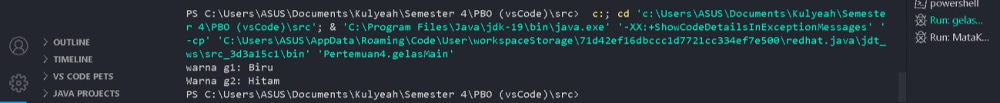 PS C:\Users\ASUS\Documents\Kulyeah\Semester 4\PBO (vsCode)\src>  c:; cd 'c:\Users\ASUS\Documents\Kulyeah\Semeste
r 4\PBO (vsCode)\src'; & 'C:\Program Files\Java\jdk-19\bin\java.exe' '-XX:+ShowCodeDetailsInExceptionMessages' '
-cp' 'C:\Users\ASUS\AppData\Roaming\Code\User\workspaceStorage\71d42ef16dbccc1d7721cc334ef7e500\redhat.java\jdt_
ws\src_3d3a15c1\bin' 'Pertemuan4.gelasMain'
warna g1: Biru
Warna g2: Hitam
PS C:\Users\ASUS\Documents\Kulyeah\Semester 4\PBO (vsCode)\src>
OUTLINE
TIMELINE
VS CODE PETS
JAVA PROJECTS
powershell
Run: gelas...
Run: MataK...